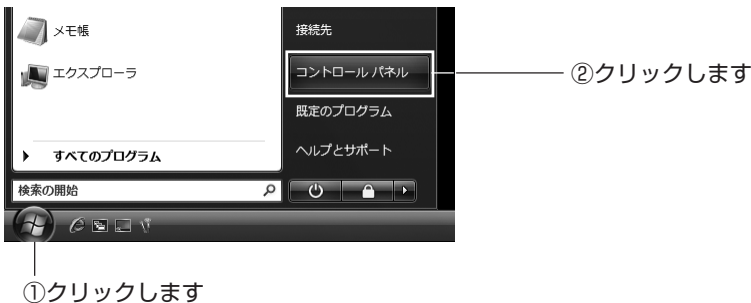 メモ帳
エクスプローラ
すべてのプログラム
検索の開始
接続先
コントロール パネル
既定のプログラム
ヘルプとサポート
②クリックします
①クリックします